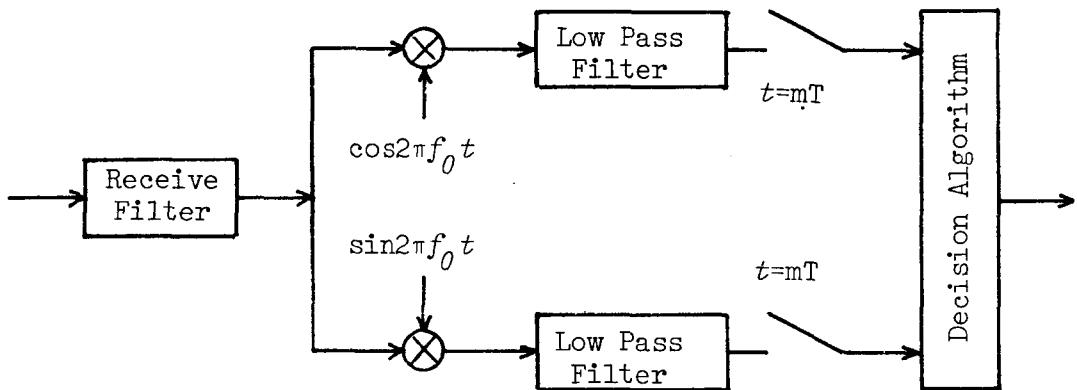 Low Pass
Filter
t=mT
cos2πf₀t
Receive
Filter
sin2πf₀t
t=mT
Low Pass
Filter
Decision Algorithm